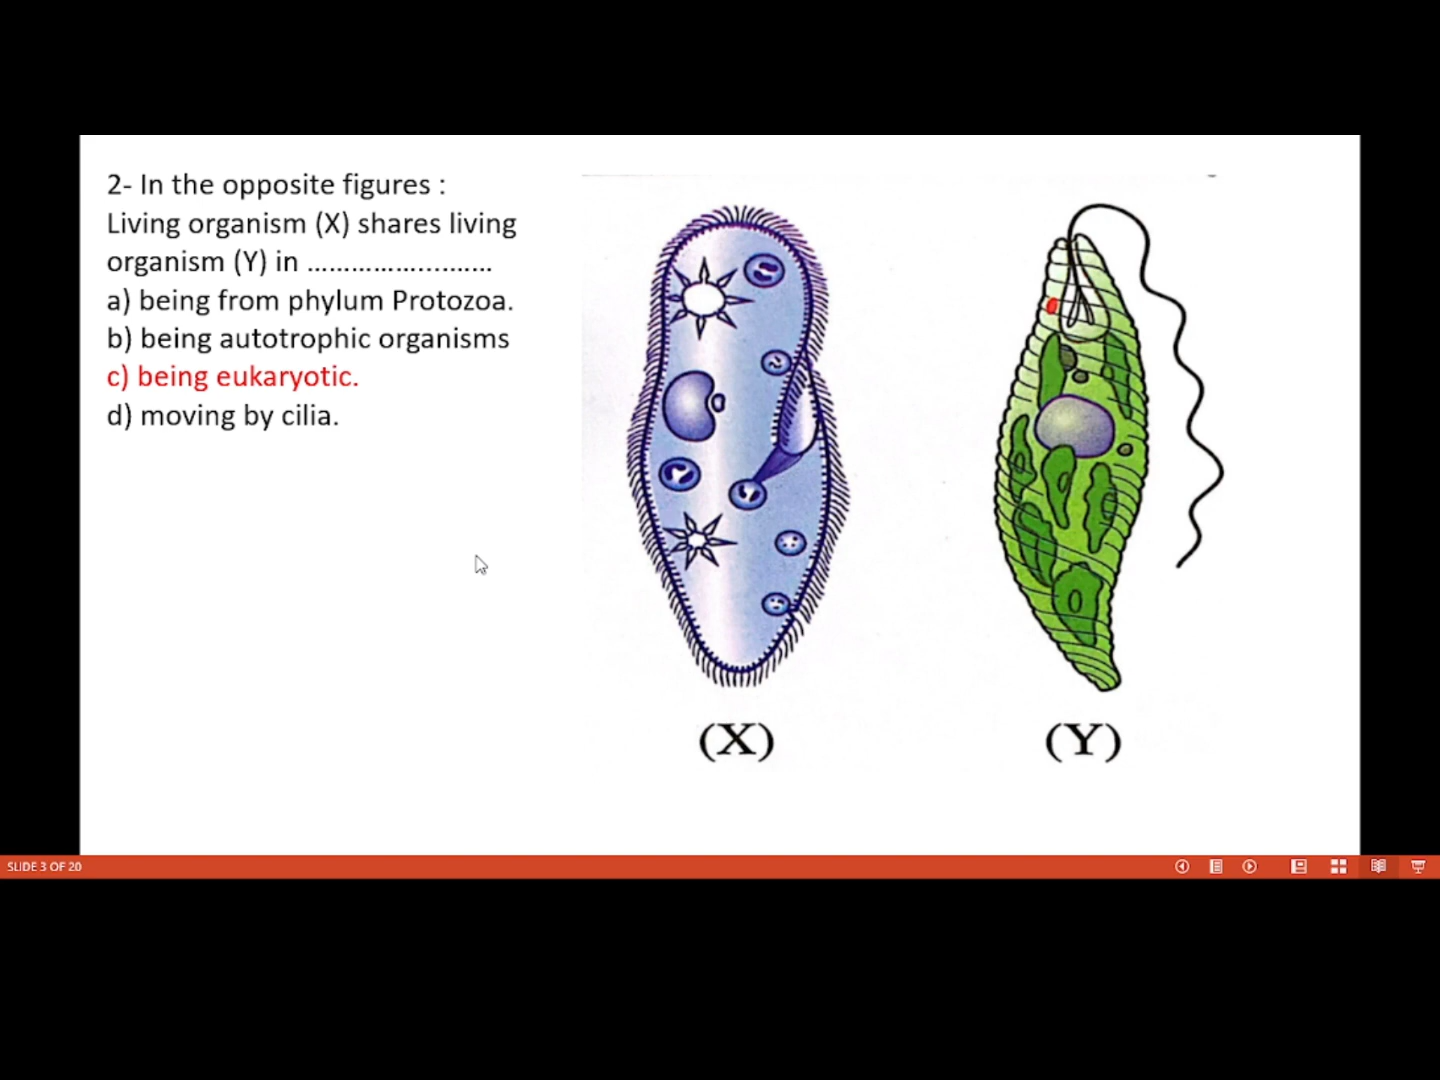 2- In the opposite figures :
Living organism (X) shares living
organism (Y) in ........................
a) being from phylum Protozoa.
b) being autotrophic organisms
c) being eukaryotic.
d) moving by cilia.
(X) (Y)
SLIDE 3 OF 20